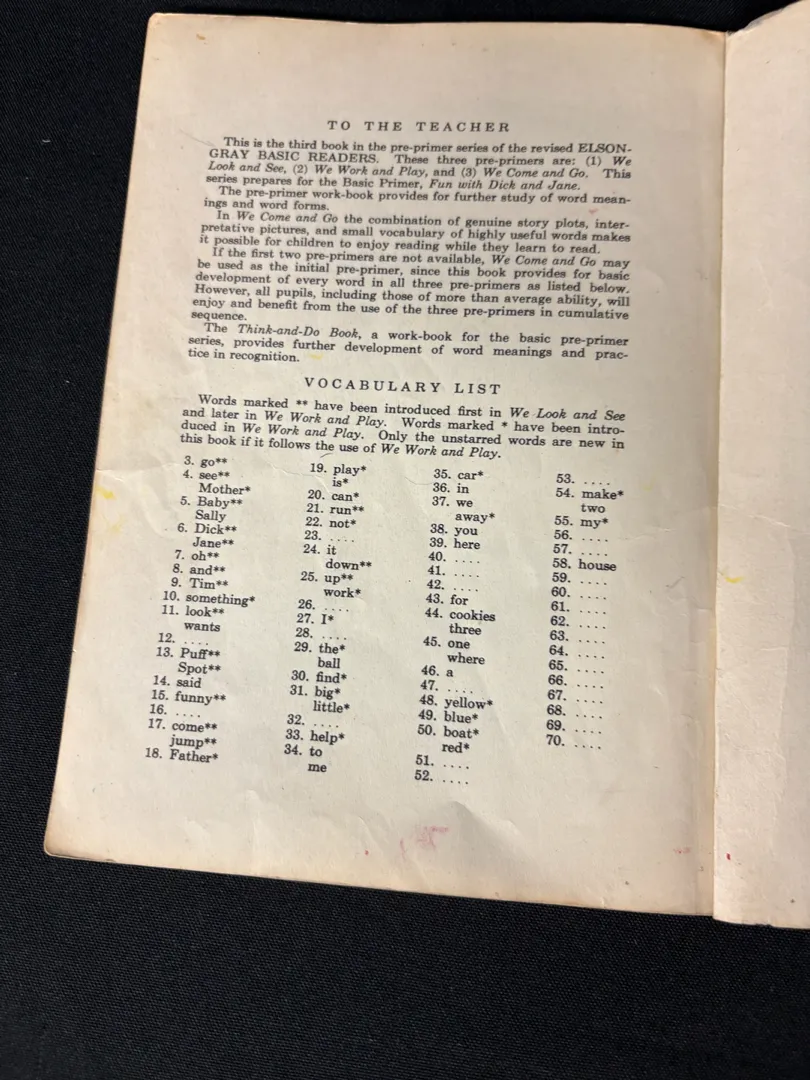 TO THE TEACHER
This is the third book in the pre-primer series of the revised ELSON-
GRAY BASIC READERS. These three pre-primers are: (1) We
Look and See, (2) We Work and Play, and (3) We Come and Go. This
series prepares for the Basic Primer, Fun with Dick and Jane.
The pre-primer work-book provides for further study of word mean-
ings and word forms.
In We Come and Go the combination of genuine story plots, inter-
pretative pictures, and small vocabulary of highly useful words makes
it possible for children to enjoy reading while they learn to read.
If the first two pre-primers are not available, We Come and Go may
be used as the initial pre-primer, since this book provides for basic
development of every word in all three pre-primers as listed below.
However, all pupils, including those of more than average ability, will
enjoy and benefit from the use of the three pre-primers in cumulative
sequence.
The Think-and-Do Book, a work-book for the basic pre-primer
series, provides further development of word meanings and prac-
tice in recognition.
VOCABULARY LIST
Words marked ** have been introduced first in We Look and See
and later in We Work and Play. Words marked * have been intro-
duced in We Work and Play. Only the unstarred words are new in
this book if it follows the use of We Work and Play.
3. go**
4. see**
Mother*
5. Baby**
Sally
6. Dick**
Jane**
7. oh**
8. and**
9. Tim**
10. something*
11. look**
wants
12. ....
13. Puff**
Spot**
14. said
15. funny**
16. ....
17. come**
jump**
18. Father*
19. play*
is*
20. can*
21. run**
22. not*
23. ....
24. it
down**
25. up**
work*
26. ....
27. I*
28. ....
29. the*
ball
30. find*
31. big*
little*
32. ....
33. help*
34. to
me
35. car*
36. in
37. we
away*
38. you
39. here
40. ....
41. ....
42. ....
43. for
44. cookies
three
45. one
where
46. a
47. ....
48. yellow*
49. blue*
50. boat*
red*
51. ....
52. ....
53. ....
54. make*
two
55. my*
56. ....
57. ....
58. house
59. ....
60. ....
61. ....
62. ....
63. ....
64. ....
65. ....
66. ....
67. ....
68. ....
69. ....
70. ....